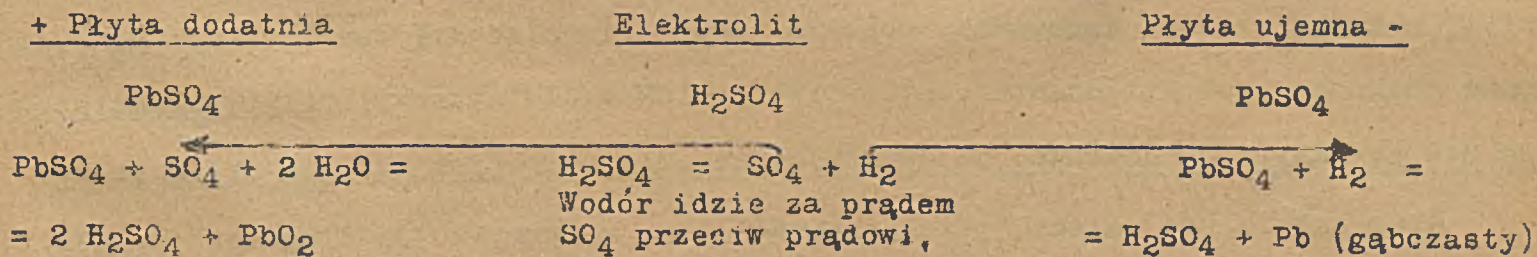 + Płyta dodatnia Elektrolit Płyta ujemna -
PbSO4 H2SO4 PbSO4
PbSO4 + SO4 + 2 H2O = H2SO4 = SO4 + H2 PbSO4 + H2 =
Wodór idzie za prądem
= 2 H2SO4 + PbO2 SO4 przeciw prądowi, = H2SO4 + Pb (gąbczasty)